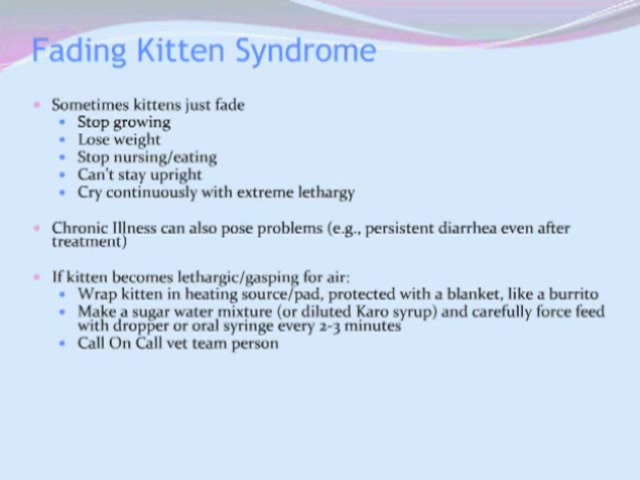 Fading Kitten Syndrome
Sometimes kittens just fade
Stop growing
Lose weight
Stop nursing/eating
Can't stay upright
Cry continuously with extreme lethargy
Chronic Illness can also pose problems (e.g., persistent diarrhea even after
treatment)
If kitten becomes lethargic/gasping for air:
Wrap kitten in heating source/pad, protected with a blanket, like a burrito
Make a sugar water mixture (or diluted Karo syrup) and carefully force feed
with dropper or oral syringe every 2-3 minutes
Call On Call vet team person